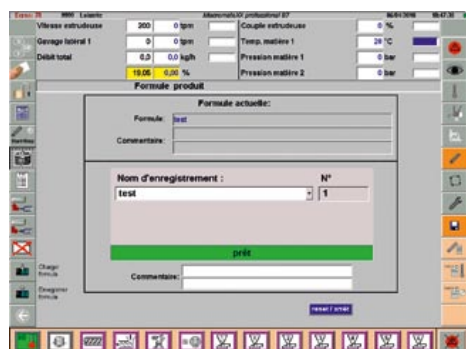 Vitesse extrudeuse 200 0 tpm Couple extrudeuse 0 %
Gavage latéral 1 0 0 tpm Temp. matière 1 28 °C
Débit total 0,0 0,0 kg/h Pression matière 1 0 bar
19,05 0,00 % Pression matière 2 0 bar
Formule produit
Formule actuelle:
Formule: test
Commentaire:
Nom d'enregistrement : N°
test 1
prêt
Charger formule
Commentaire:
Enregistrer formule
reset / arrêt